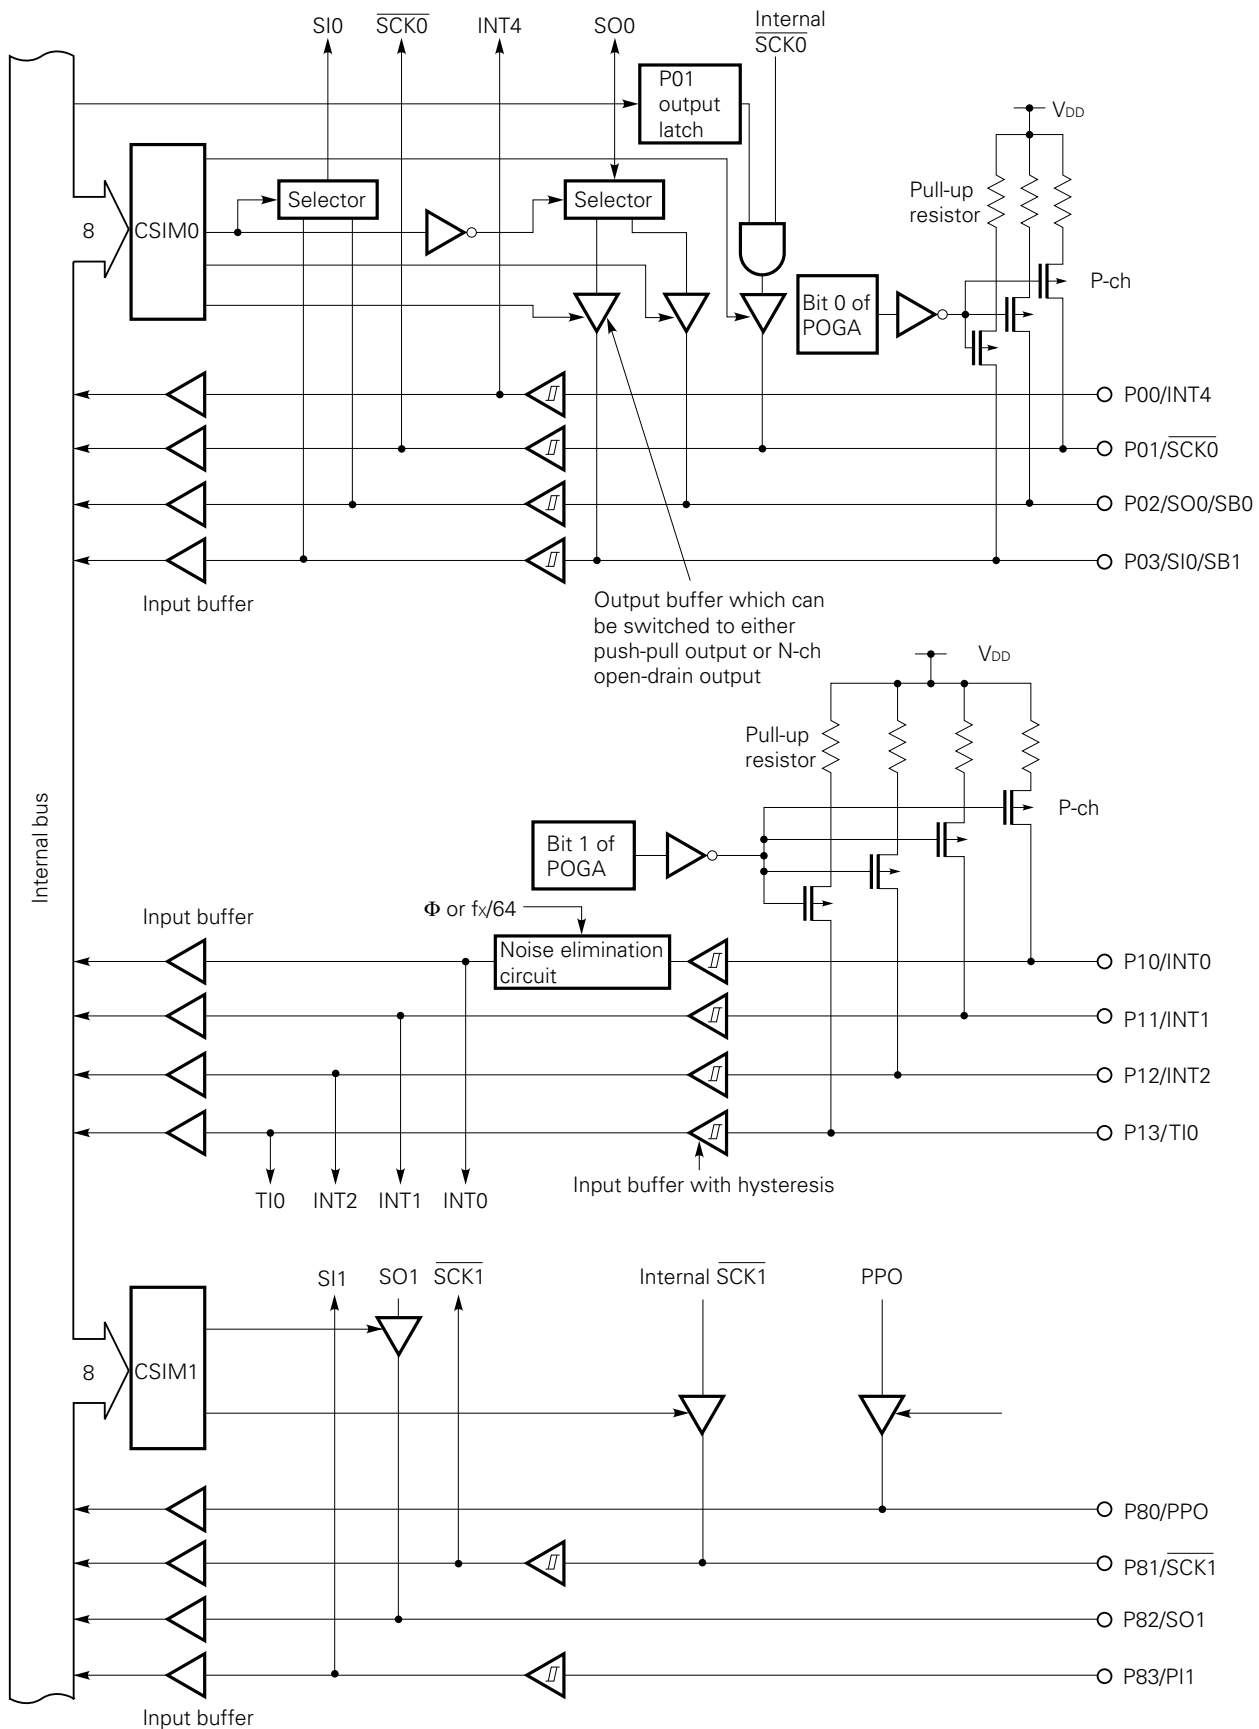 SI0
SCK0
INT4
SO0
Internal
SCK0
P01
output
latch
VDD
Pull-up
resistor
8
CSIM0
Selector
Selector
P-ch
Bit 0 of
POGA
P00/INT4
P01/SCK0
P02/SO0/SB0
P03/SI0/SB1
Input buffer
Output buffer which can
be switched to either
push-pull output or N-ch
open-drain output
VDD
Pull-up
resistor
P-ch
Internal bus
Bit 1 of
POGA
Input buffer
Φ or fX/64
Noise elimination
circuit
P10/INT0
P11/INT1
P12/INT2
P13/TI0
TI0
INT2
INT1
INT0
Input buffer with hysteresis
SI1
SO1
SCK1
Internal SCK1
PPO
8
CSIM1
P80/PPO
P81/SCK1
P82/SO1
P83/PI1
Input buffer